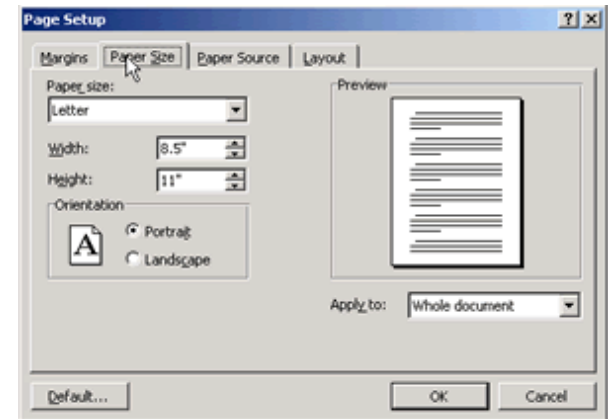 Page Setup
Margins Paper Size Paper Source Layout
Paper size:
Letter
Width: 8.5"
Height: 11"
Orientation
A
Portrait
Landscape
Preview
Apply to: Whole document
Default... OK Cancel